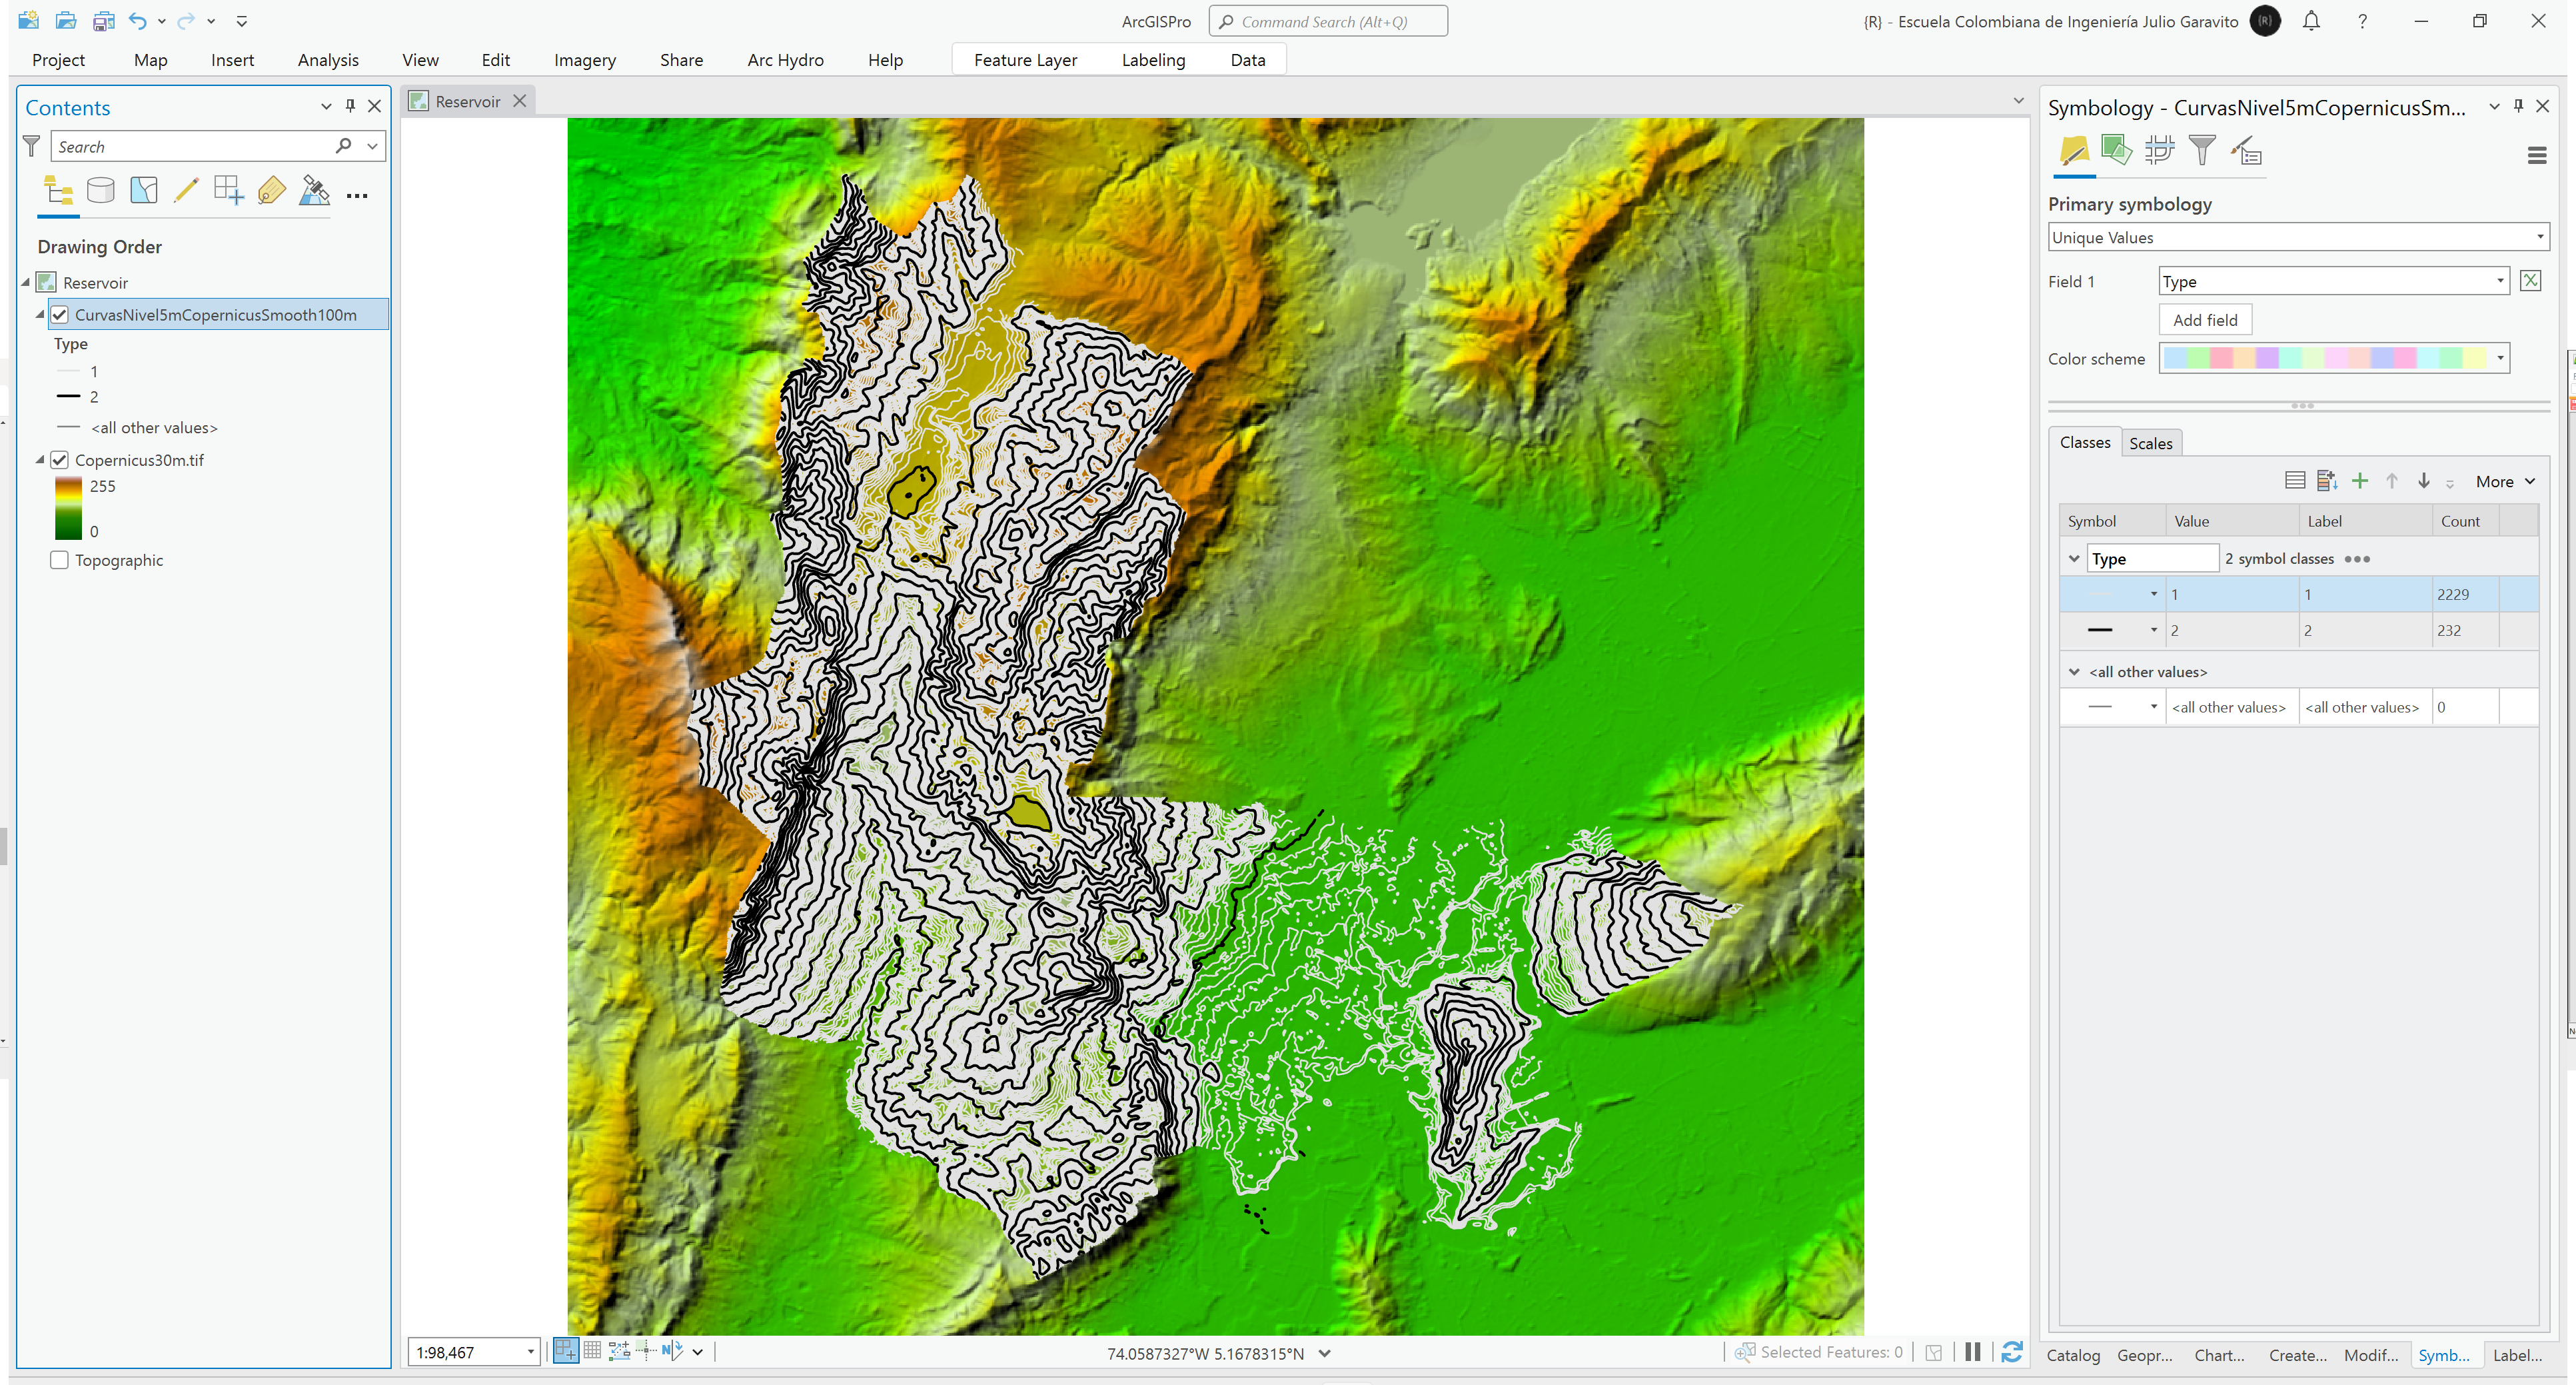 ArcGISPro
Command Search (Alt+Q)
{R} - Escuela Colombiana de Ingeniería Julio Garavito
{R}
?
Project
Map
Insert
Analysis
View
Edit
Imagery
Share
Arc Hydro
Help
Feature Layer
Labeling
Data
Contents
Search
Drawing Order
Reservoir
CurvasNivel5mCopernicusSmooth100m
Type
1
2
<all other values>
Copernicus30m.tif
255
0
Topographic
Reservoir
1:98,467
74.0587327°W 5.1678315°N
Selected Features: 0
Symbology - CurvasNivel5mCopernicusSm...
Primary symbology
Unique Values
Field 1
Type
Add field
Color scheme
Classes
Scales
More
Symbol Value Label Count
Type 2 symbol classes
1 1 2229
2 2 232
<all other values>
<all other values> <all other values> 0
Catalog
Geopr...
Chart...
Create...
Modif...
Symb...
Label...